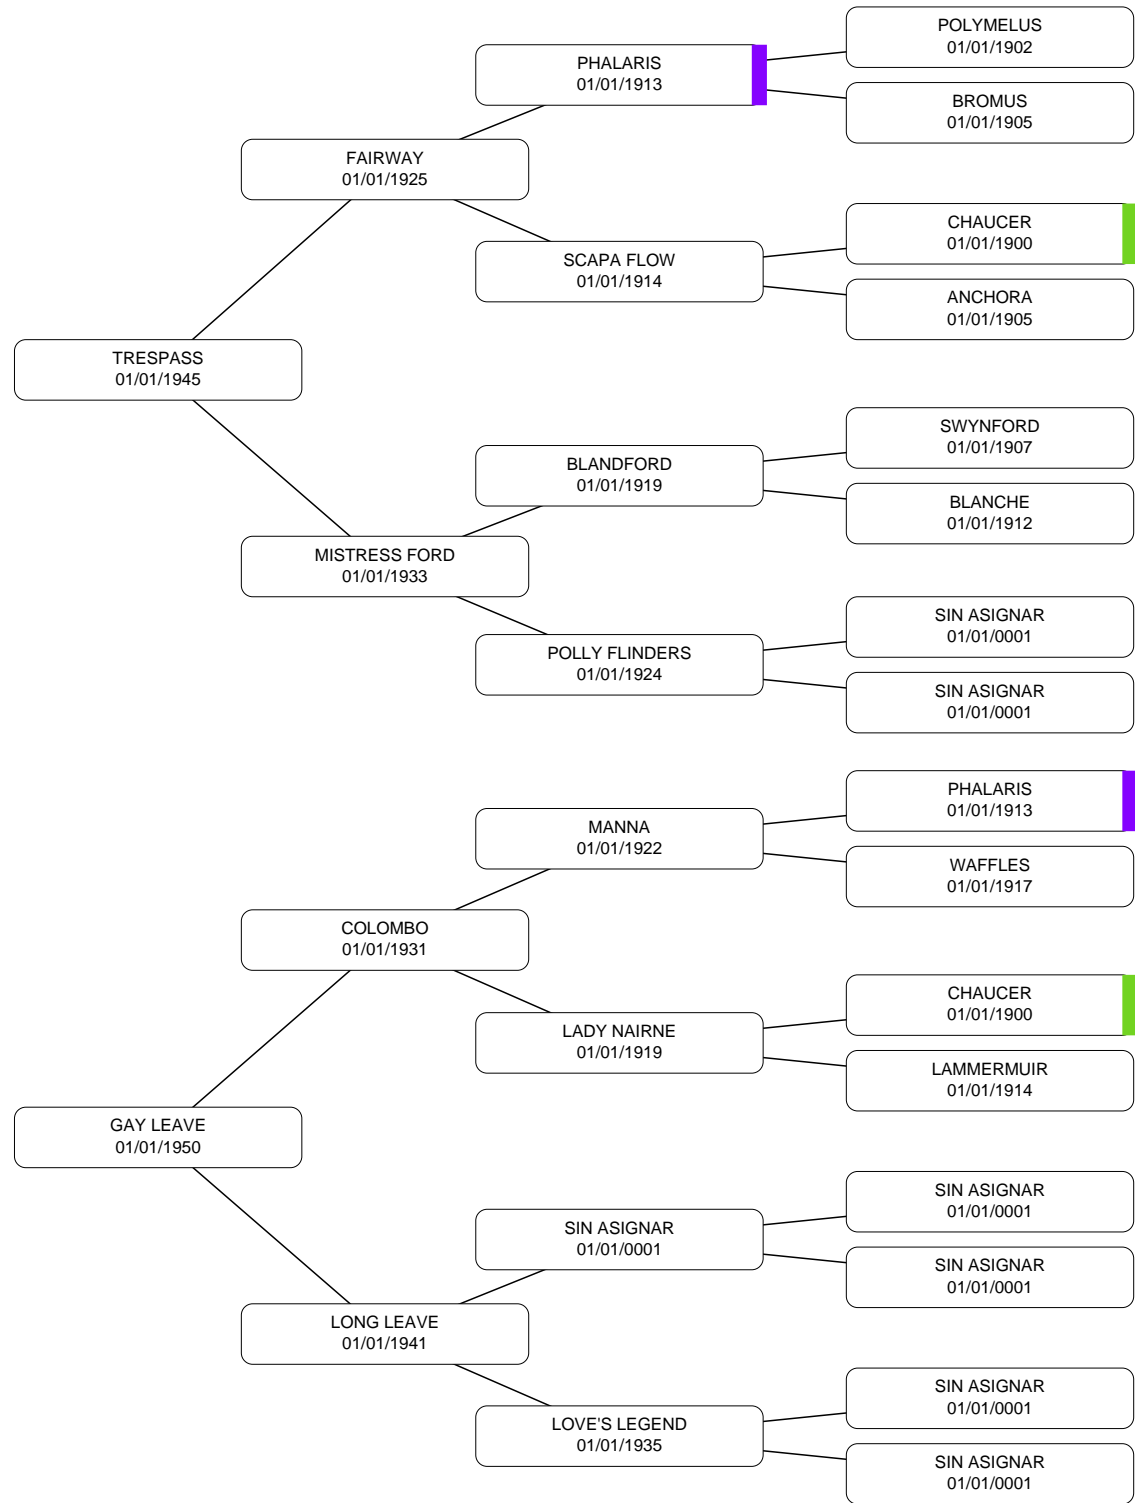 POLYMELUS
01/01/1902
PHALARIS
01/01/1913
BROMUS
01/01/1905
FAIRWAY
01/01/1925
CHAUCER
01/01/1900
SCAPA FLOW
01/01/1914
ANCHORA
01/01/1905
TRESPASS
01/01/1945
SWYNFORD
01/01/1907
BLANDFORD
01/01/1919
BLANCHE
01/01/1912
MISTRESS FORD
01/01/1933
SIN ASIGNAR
01/01/0001
POLLY FLINDERS
01/01/1924
SIN ASIGNAR
01/01/0001
PHALARIS
01/01/1913
MANNA
01/01/1922
WAFFLES
01/01/1917
COLOMBO
01/01/1931
CHAUCER
01/01/1900
LADY NAIRNE
01/01/1919
LAMMERMUIR
01/01/1914
GAY LEAVE
01/01/1950
SIN ASIGNAR
01/01/0001
SIN ASIGNAR
01/01/0001
SIN ASIGNAR
01/01/0001
LONG LEAVE
01/01/1941
SIN ASIGNAR
01/01/0001
LOVE'S LEGEND
01/01/1935
SIN ASIGNAR
01/01/0001